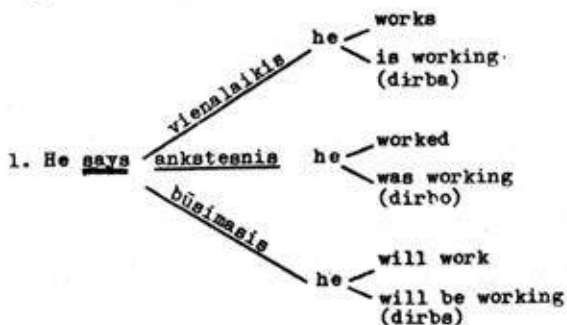 works
he
is working
(dirba)
vienalaikis
1. He says ankstesnis he
worked
was working
(dirbo)
būsimasis
will work
he
will be working
(dirbs)